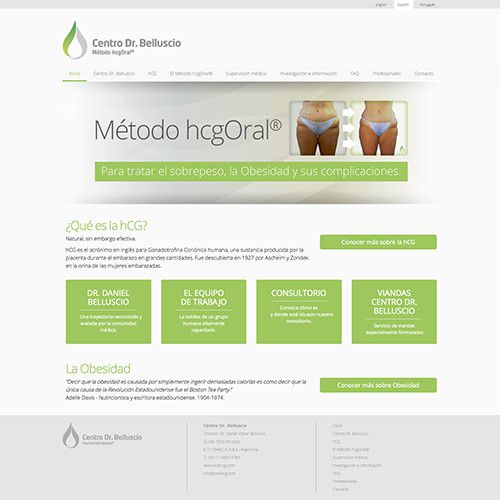 English Español Português
Centro Dr. Belluscio
Método hcgOral®
Inicio Centro Dr. Belluscio hCG El Método hcgOral® Supervisión médica Investigación e información FAQ Profesionales Contacto
Método hcgOral®
Para tratar el sobrepeso, la Obesidad y sus complicaciones.
¿Qué es la hCG?
Natural, sin embargo efectiva.
hCG es el acrónimo en inglés para Gonadotrofina Coriónica humana, una sustancia producida por la
placenta durante el embarazo en grandes cantidades. Fue descubierta en 1927 por Ascheim y Zondek
en la orina de las mujeres embarazadas.
Conocer más sobre la hCG
DR. DANIEL
BELLUSCIO
Una trayectoria reconocida y
avalada por la comunidad
médica.
EL EQUIPO
DE TRABAJO
La solidez de un grupo
humano altamente
capacitado.
CONSULTORIO
Conozca cómo es
y dónde está situado nuestro
consultorio.
VIANDAS
CENTRO DR.
BELLUSCIO
Servicio de viandas
especialmente formuladas
La Obesidad
"Decir que la obesidad es causada por simplemente ingerir demasiadas calorías es como decir que la
única causa de la Revolución Estadounidense fue el Boston Tea Party."
Adelle Davis - Nutricionista y escritora estadounidense. 1904-1974.
Conocer más sobre Obesidad
Centro Dr. Belluscio
Centro Dr. Belluscio
Director: Dr. Daniel Oscar Belluscio
C.A.B.A, Argentina
www.oralhcg.com
info@oralhcg.com
Inicio
Centro Dr. Belluscio
hCG
El Método hcgOral®
Supervisión médica
Investigación e información
FAQ
Profesionales
Contacto